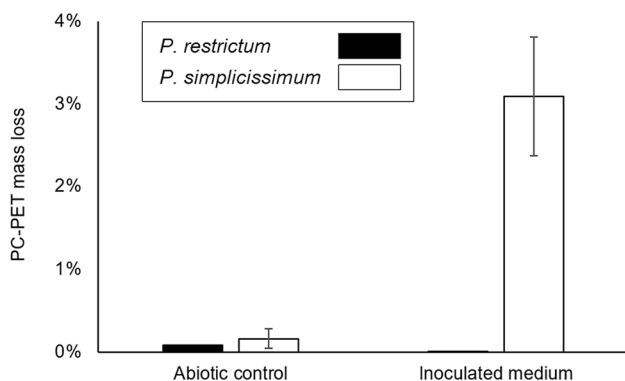 4%
P. restrictum
P. simplicissimum
3%
2%
1%
0%
PC-PET mass loss
Abiotic control
Inoculated medium